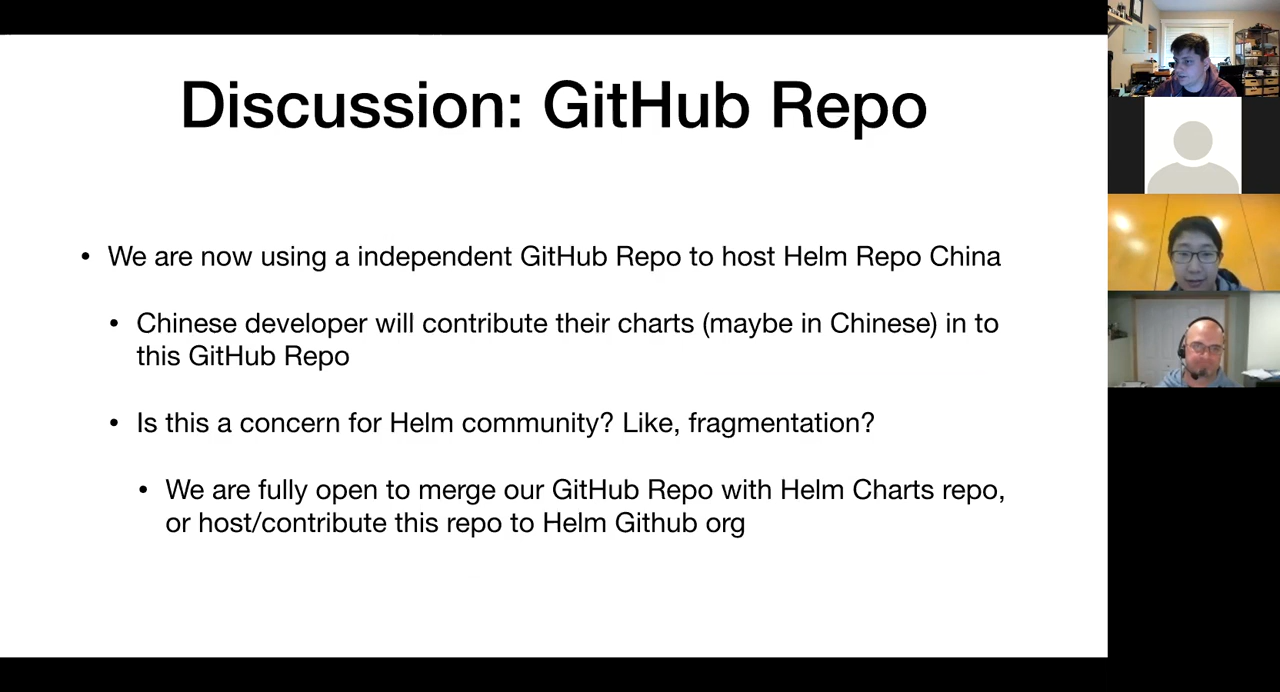 Discussion: GitHub Repo
• We are now using a independent GitHub Repo to host Helm Repo China
• Chinese developer will contribute their charts (maybe in Chinese) in to
this GitHub Repo
• Is this a concern for Helm community? Like, fragmentation?
• We are fully open to merge our GitHub Repo with Helm Charts repo,
or host/contribute this repo to Helm Github org